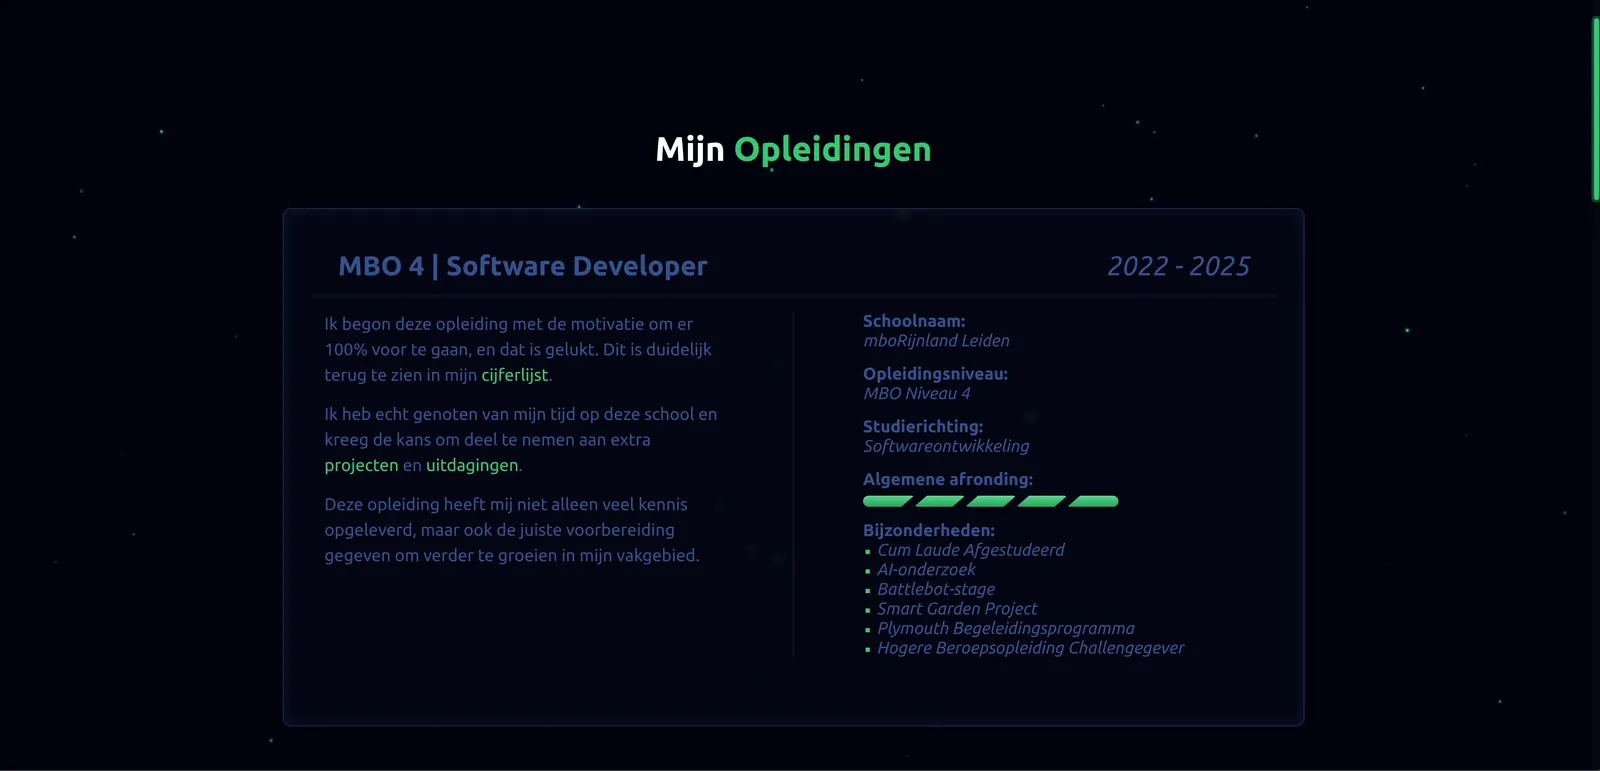 Mijn Opleidingen
MBO 4 | Software Developer
2022 - 2025
Ik begon deze opleiding met de motivatie om er
100% voor te gaan, en dat is gelukt. Dit is duidelijk
terug te zien in mijn cijferlijst.
Ik heb echt genoten van mijn tijd op deze school en
kreeg de kans om deel te nemen aan extra
projecten en uitdagingen.
Deze opleiding heeft mij niet alleen veel kennis
opgeleverd, maar ook de juiste voorbereiding
gegeven om verder te groeien in mijn vakgebied.
Schoolnaam:
mboRijnland Leiden
Opleidingsniveau:
MBO Niveau 4
Studierichting:
Softwareontwikkeling
Algemene afronding:
Bijzonderheden:
Cum Laude Afgestudeerd
AI-onderzoek
Battlebot-stage
Smart Garden Project
Plymouth Begeleidingsprogramma
Hogere Beroepsopleiding Challengegever